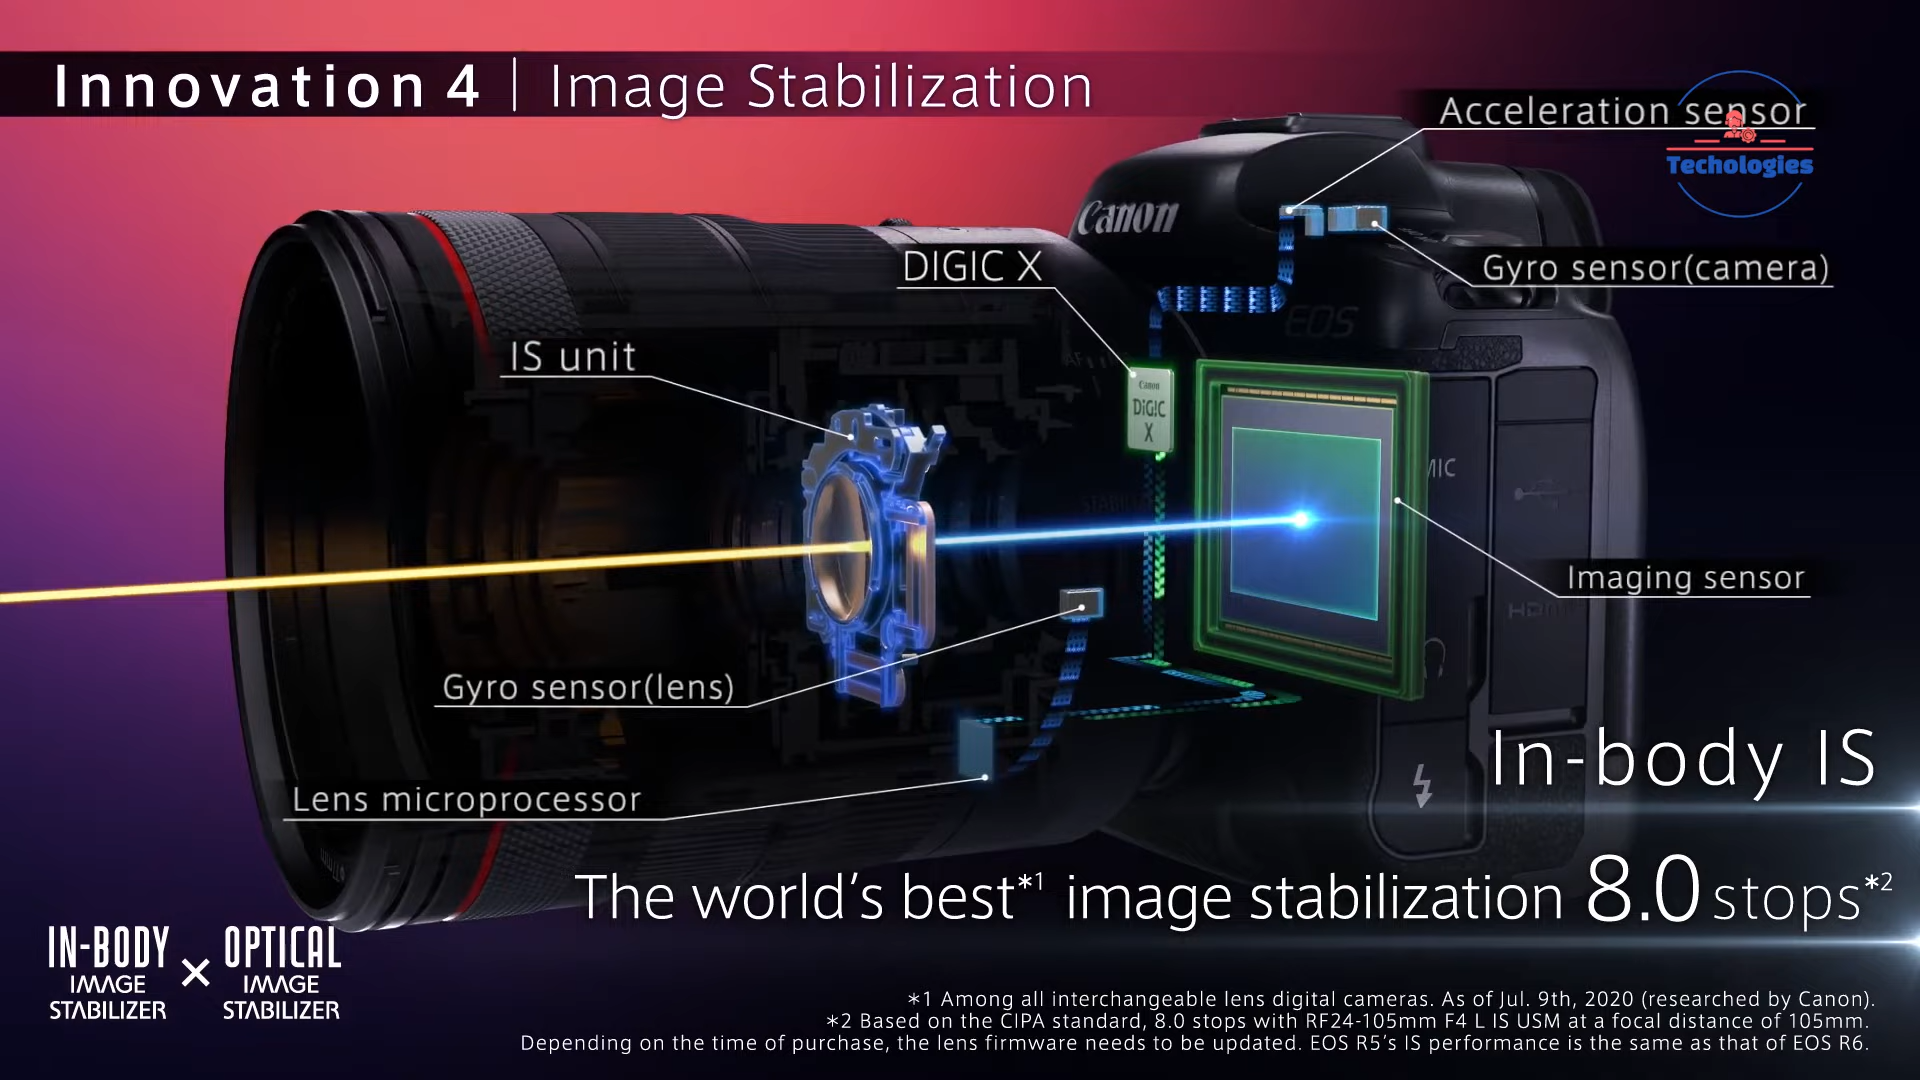 Innovation 4 | Image Stabilization
Acceleration sensor
Techologies
Canon
Gyro sensor(camera)
DIGIC X
EOS
IS unit
Canon
DIGIC
X
MIC
Imaging sensor
HDMI
Gyro sensor(lens)
In-body IS
Lens microprocessor
The world's best*1 image stabilization 8.0 stops*2
IN-BODY
IMAGE
STABILIZER
×
OPTICAL
IMAGE
STABILIZER
*1 Among all interchangeable lens digital cameras. As of Jul. 9th, 2020 (researched by Canon).
*2 Based on the CIPA standard, 8.0 stops with RF24-105mm F4 L IS USM at a focal distance of 105mm.
Depending on the time of purchase, the lens firmware needs to be updated. EOS R5's IS performance is the same as that of EOS R6.